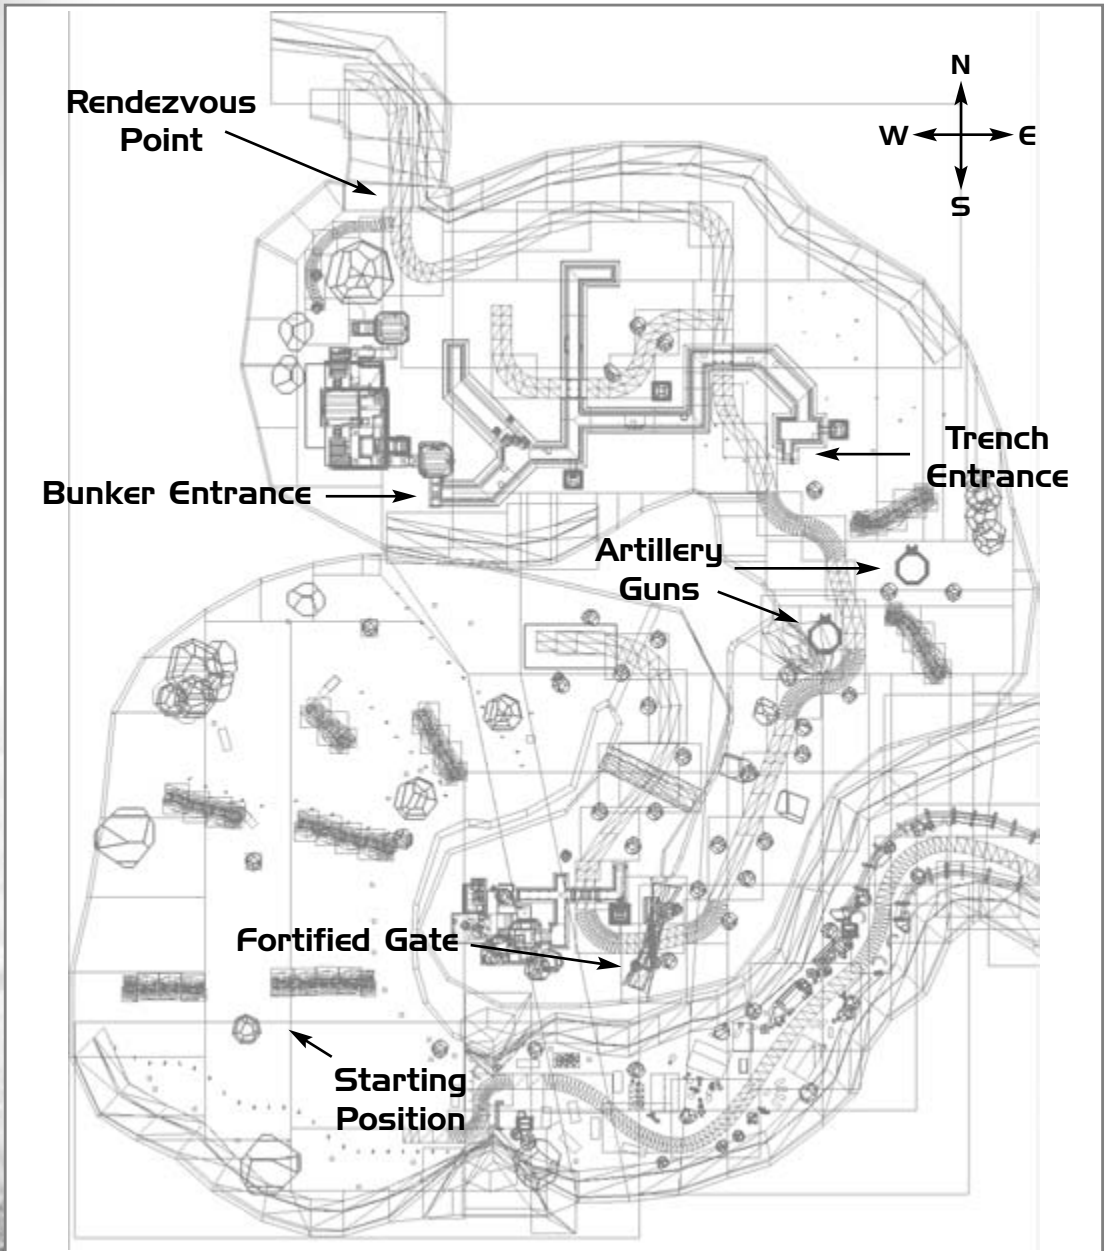 N
Rendezvous
Point
W E
S
Trench
Entrance
Bunker Entrance
Artillery
Guns
Fortified Gate
Starting
Position